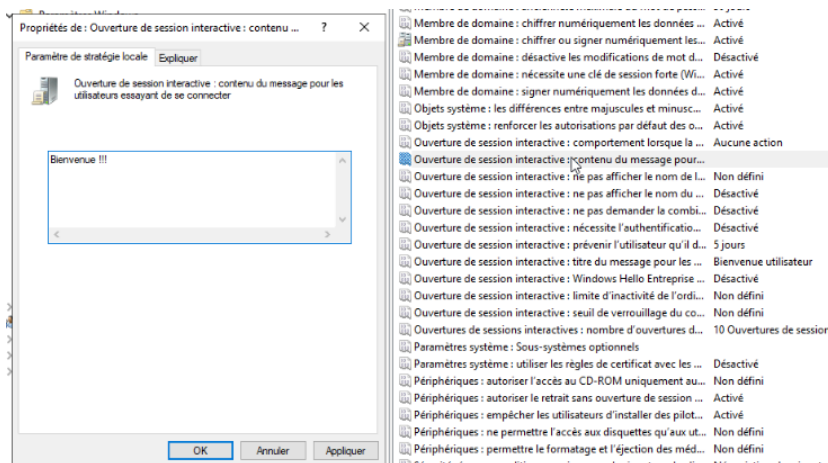 Propriétés de : Ouverture de session interactive : contenu ... ? ×
Paramètre de stratégie locale Expliquer
Ouverture de session interactive : contenu du message pour les
utilisateurs essayant de se connecter
Bienvenue !!!
OK Annuler Appliquer
Membre de domaine : chiffrer numériquement les données ... Activé
Membre de domaine : chiffrer ou signer numériquement les... Activé
Membre de domaine : désactive les modifications de mot d... Désactivé
Membre de domaine : nécessite une clé de session forte (Wi... Activé
Membre de domaine : signer numériquement les données d... Activé
Objets système : les différences entre majuscules et minusc... Activé
Objets système : renforcer les autorisations par défaut des o... Activé
Ouverture de session interactive : comportement lorsque la ... Aucune action
Ouverture de session interactive : contenu du message pour...
Ouverture de session interactive : ne pas afficher le nom de l... Non défini
Ouverture de session interactive : ne pas afficher le nom du ... Désactivé
Ouverture de session interactive : ne pas demander la combi... Désactivé
Ouverture de session interactive : nécessite l'authentificatio... Désactivé
Ouverture de session interactive : prévenir l'utilisateur qu'il d... 5 jours
Ouverture de session interactive : titre du message pour les ... Bienvenue utilisateur
Ouverture de session interactive : Windows Hello Entreprise ... Désactivé
Ouverture de session interactive : limite d'inactivité de l'ordi... Non défini
Ouverture de session interactive : seuil de verrouillage du co... Non défini
Ouvertures de sessions interactives : nombre d'ouvertures d... 10 Ouvertures de session
Paramètres système : Sous-systèmes optionnels
Paramètres système : utiliser les règles de certificat avec les ... Désactivé
Périphériques : autoriser l'accès au CD-ROM uniquement au... Non défini
Périphériques : autoriser le retrait sans ouverture de session ... Activé
Périphériques : empêcher les utilisateurs d'installer des pilot... Activé
Périphériques : ne permettre l'accès aux disquettes qu'aux ut... Non défini
Périphériques : permettre le formatage et l'éjection des méd... Non défini